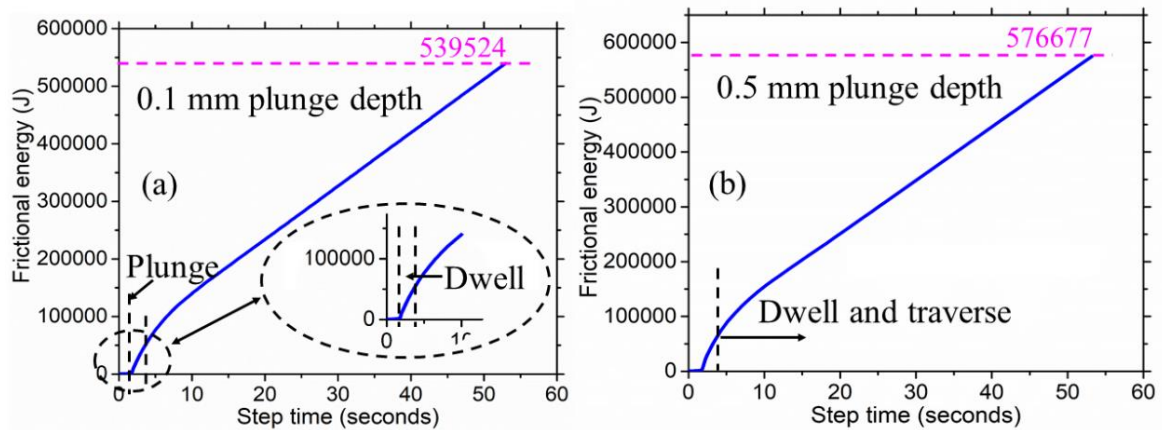 600000
500000
400000
300000
200000
100000
0
Frictional energy (J)
539524
0.1 mm plunge depth
(a)
Plunge
100000
0
Dwell
0
0 10 20 30 40 50 60
Step time (seconds)
600000
500000
400000
300000
200000
100000
0
Frictional energy (J)
576677
0.5 mm plunge depth
(b)
Dwell and traverse
0 10 20 30 40 50 60
Step time (seconds)